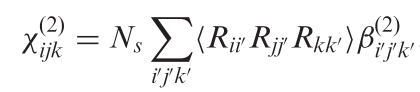 χ_{ijk}^{(2)} = N_s ∑_{i′j′k′} ⟨R_{ii′} R_{jj′} R_{kk′}⟩ β_{i′j′k′}^{(2)}